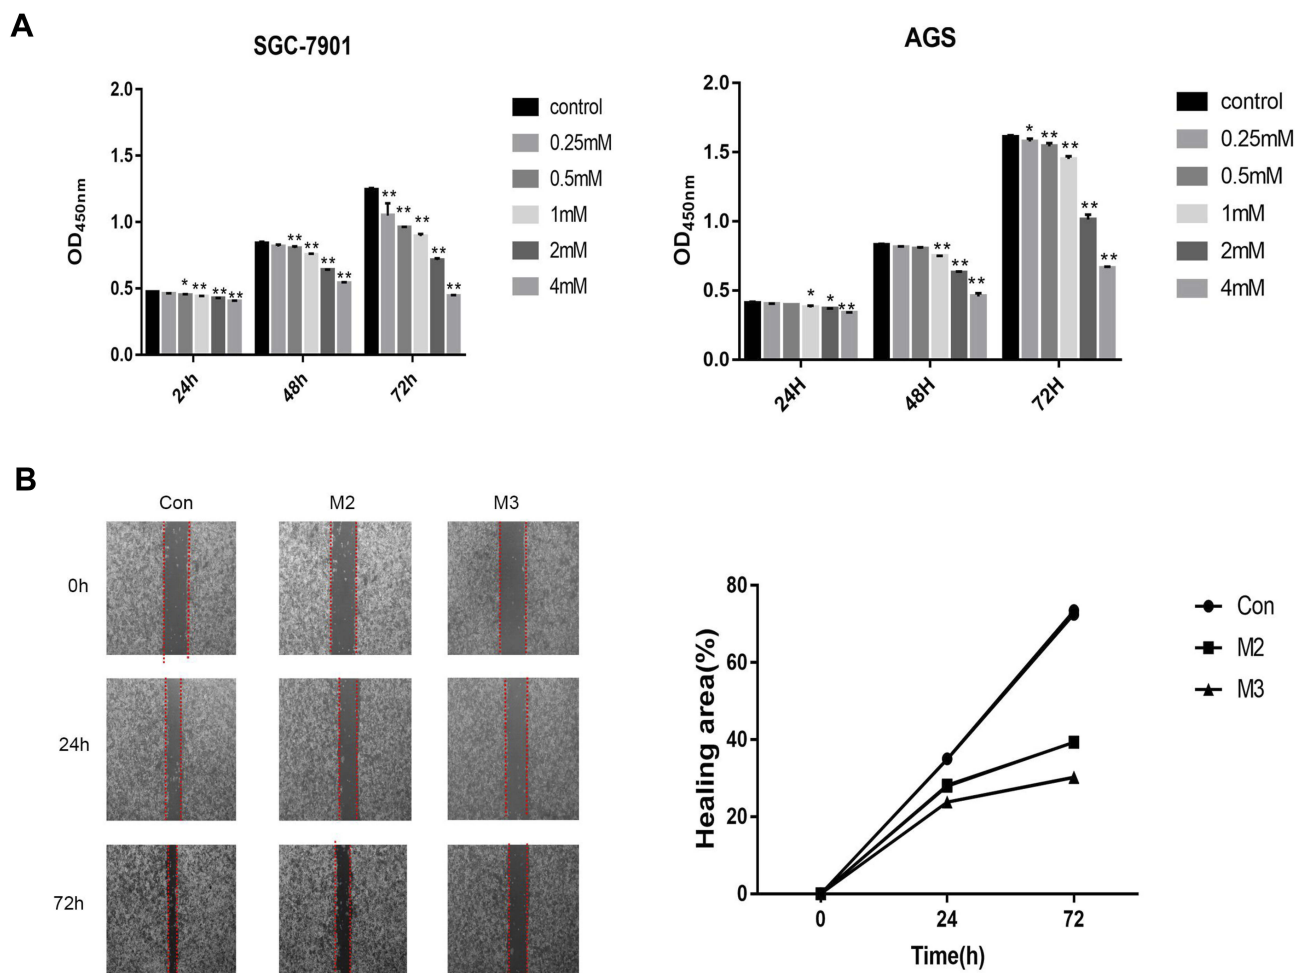 A
SGC-7901
2.0
1.5
1.0
0.5
0.0
OD450nm
* ** ** **
** ** ** **
** ** ** ** **
24h 48h 72h
control
0.25mM
0.5mM
1mM
2mM
4mM
AGS
2.0
1.5
1.0
0.5
0.0
OD450nm
* * **
** ** **
* ** ** ** **
24H 48H 72H
control
0.25mM
0.5mM
1mM
2mM
4mM
B
Con M2 M3
0h
24h
72h
80
60
40
20
0
Healing area(%)
0 24 72
Time(h)
Con
M2
M3